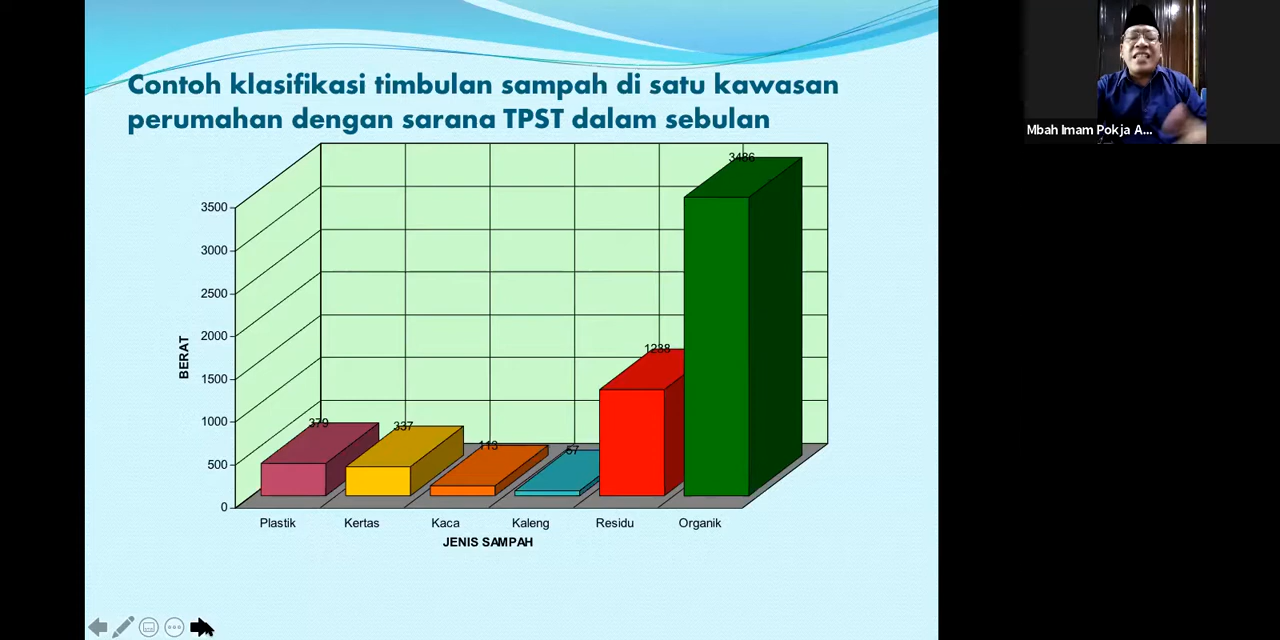 Contoh klasifikasi timbulan sampah di satu kawasan
perumahan dengan sarana TPST dalam sebulan
Mbah Imam Pokja A...
3486
3500
3000
2500
2000
1500
1000
500
0
BERAT
379
337
113
57
1238
Plastik
Kertas
Kaca
Kaleng
Residu
Organik
JENIS SAMPAH